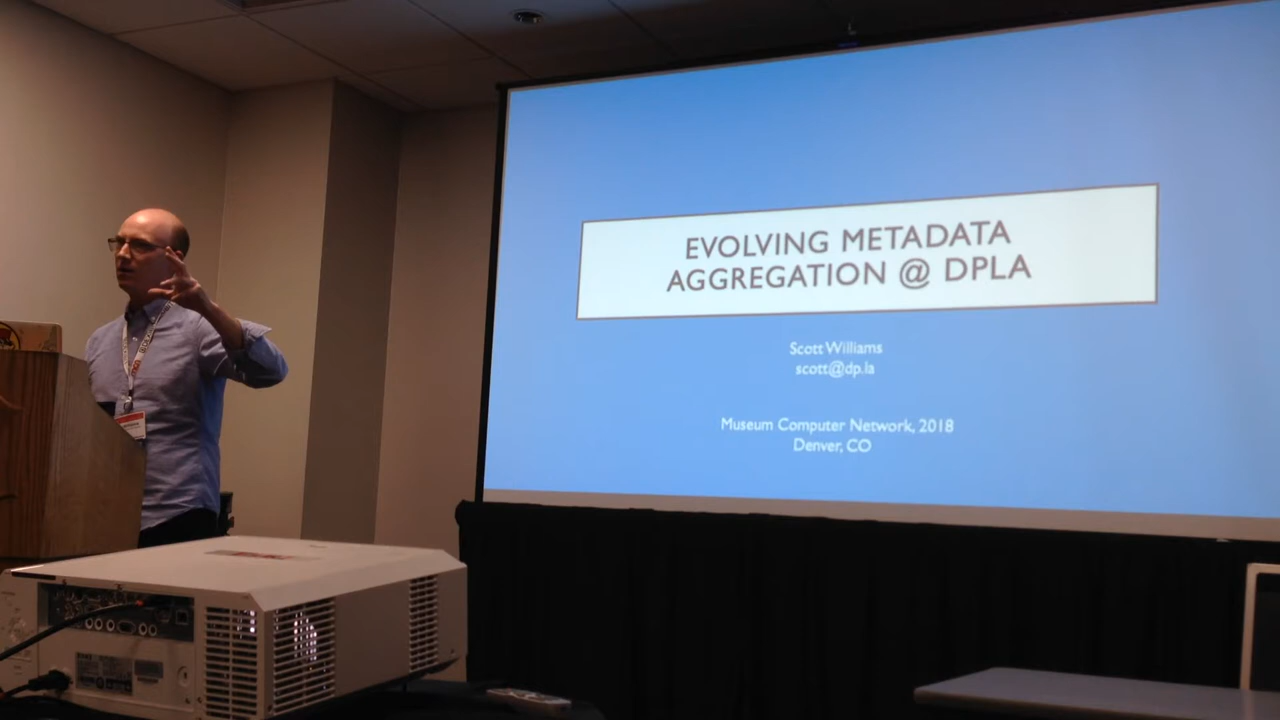 EVOLVING METADATA
AGGREGATION @ DPLA
Scott Williams
scott@dp.la
Museum Computer Network, 2018
Denver, CO